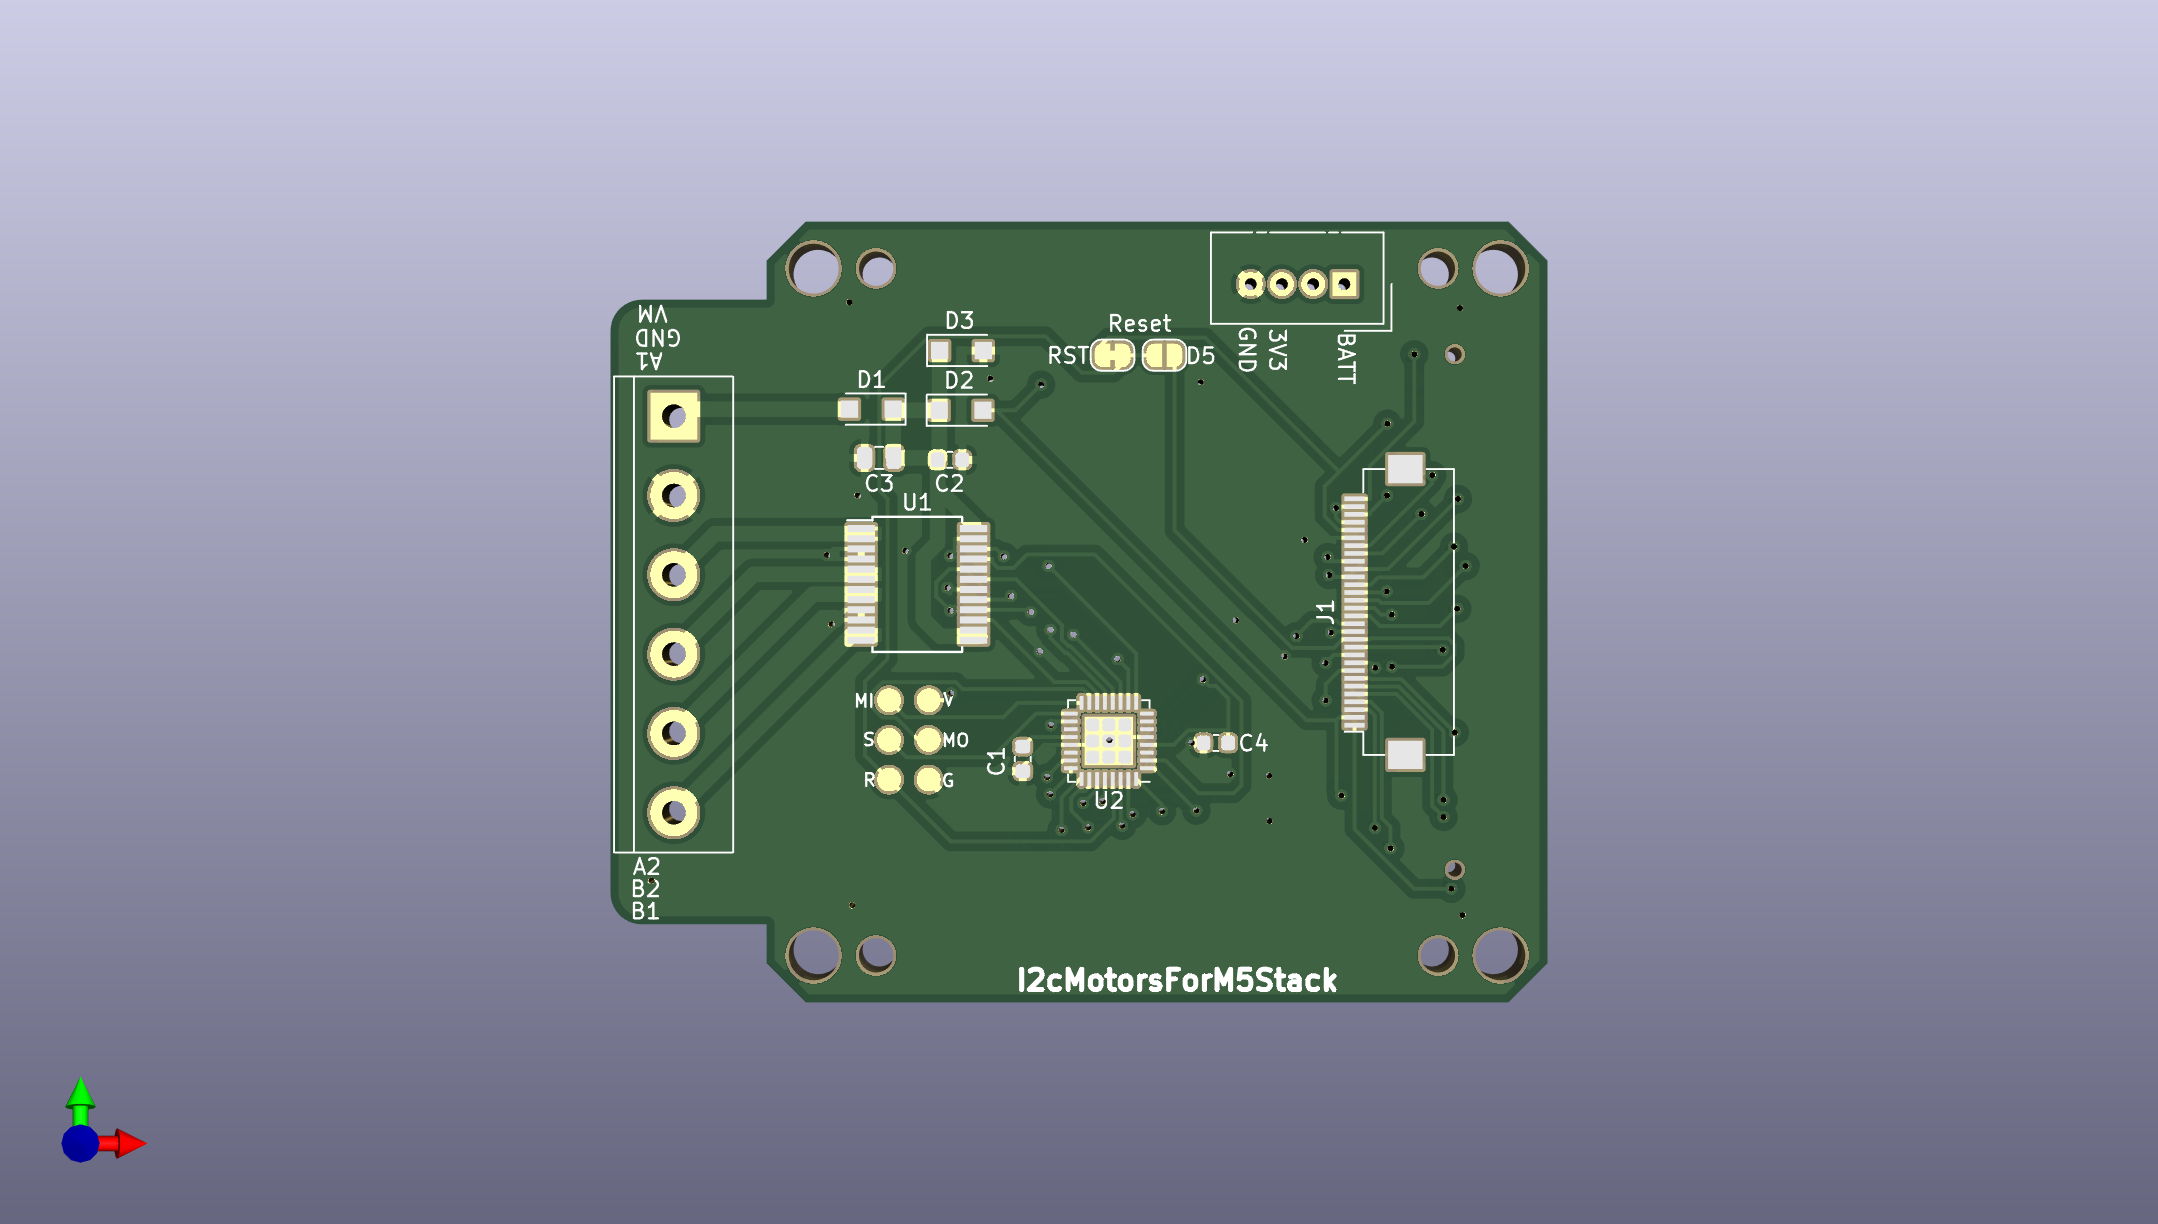 VM
GND
A1
D3
Reset
RST
D5
GND
3V3
BATT
D1
D2
C3
C2
U1
J1
MI
V
S
MO
R
G
C1
C4
U2
A2
B2
B1
I2cMotorsForM5Stack